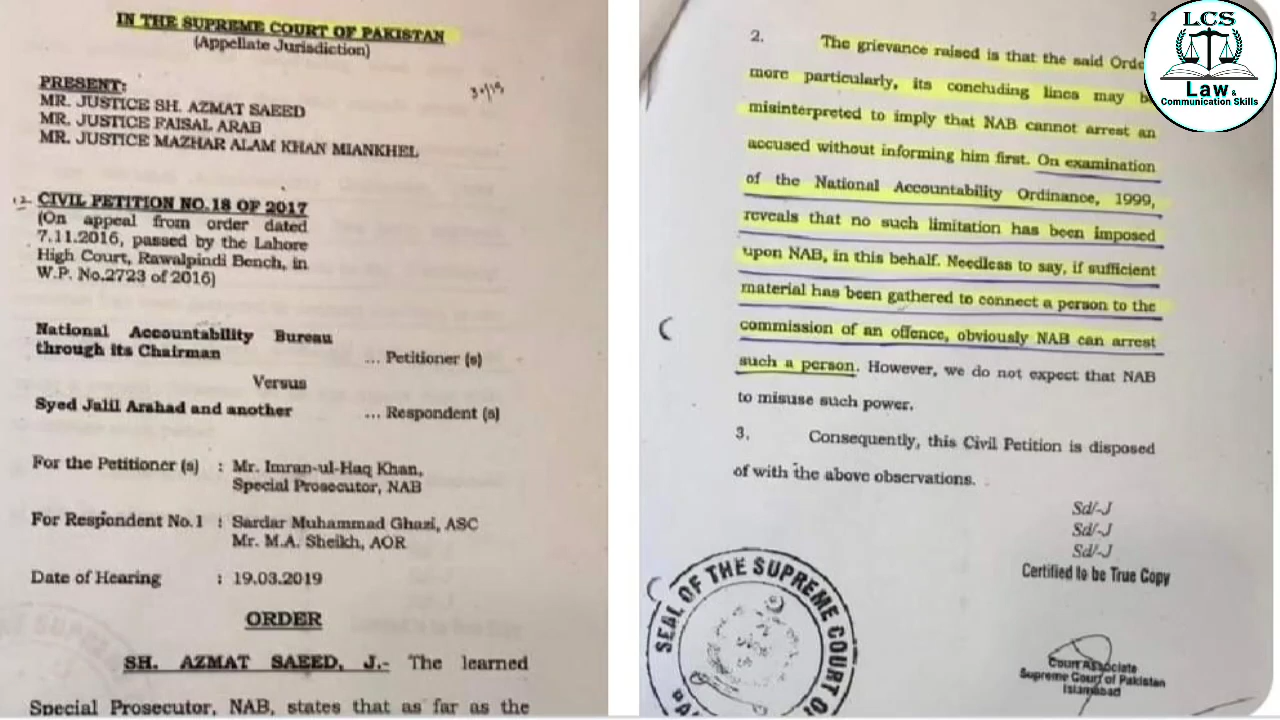 IN THE SUPREME COURT OF PAKISTAN
(Appellate Jurisdiction)
PRESENT:
MR. JUSTICE SH. AZMAT SAEED
MR. JUSTICE FAISAL ARAB
MR. JUSTICE MAZHAR ALAM KHAN MIANKHEL
CIVIL PETITION NO.18 OF 2017
(On appeal from order dated
7.11.2016, passed by the Lahore
High Court, Rawalpindi Bench, in
W.P. No.2723 of 2016)
National Accountability Bureau
through its Chairman
... Petitioner (s)
Versus
Syed Jalil Arshad and another
... Respondent (s)
For the Petitioner (s) : Mr. Imran-ul-Haq Khan,
Special Prosecutor, NAB
For Respondent No.1 : Sardar Muhammad Ghazi, ASC
Mr. M.A. Sheikh, AOR
Date of Hearing : 19.03.2019
ORDER
SH. AZMAT SAEED, J.- The learned
Special Prosecutor, NAB, states that as far as the
2
2. The grievance raised is that the said
more particularly, its concluding lines may
misinterpreted to imply that NAB cannot arrest an
accused without informing him first. On examination
of the National Accountability Ordinance, 1999,
reveals that no such limitation has been imposed
upon NAB, in this behalf. Needless to say, if sufficient
material has been gathered to connect a person to the
commission of an offence, obviously NAB can arrest
such a person. However, we do not expect that NAB
to misuse such power.
3. Consequently, this Civil Petition is disposed
of with the above observations.
Sd/-J
Sd/-J
Sd/-J
Certified to be True Copy
Court Associate
Supreme Court of Pakistan
Islamabad
SEAL OF THE SUPREME COURT OF
LCS
Law &
Communication Skills